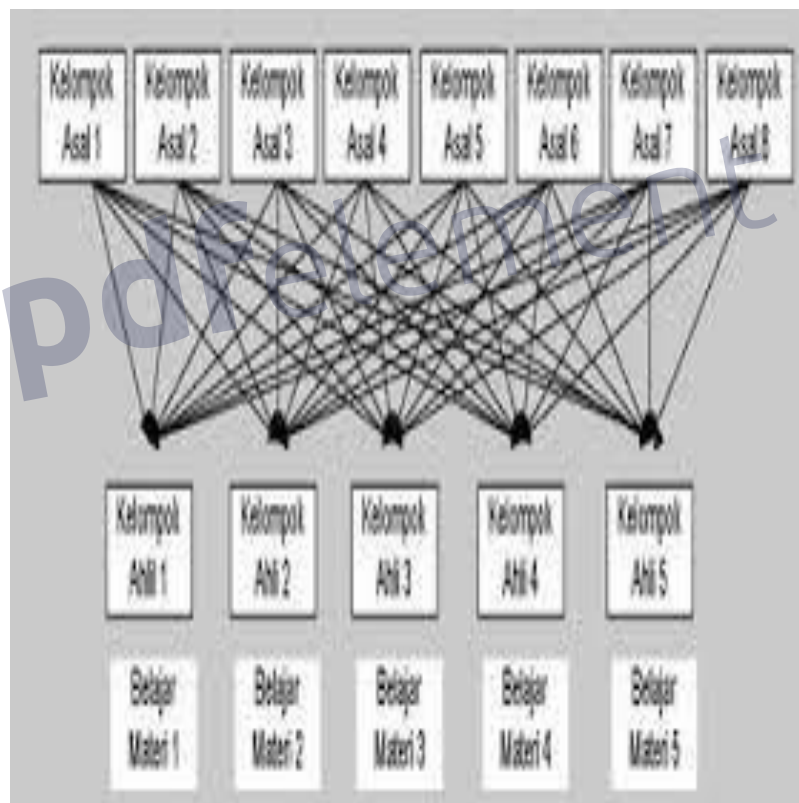 Kelompok Asal 1
Kelompok Asal 2
Kelompok Asal 3
Kelompok Asal 4
Kelompok Asal 5
Kelompok Asal 6
Kelompok Asal 7
Kelompok Asal 8
pdfelement
Kelompok Ahli 1
Kelompok Ahli 2
Kelompok Ahli 3
Kelompok Ahli 4
Kelompok Ahli 5
Belajar Materi 1
Belajar Materi 2
Belajar Materi 3
Belajar Materi 4
Belajar Materi 5